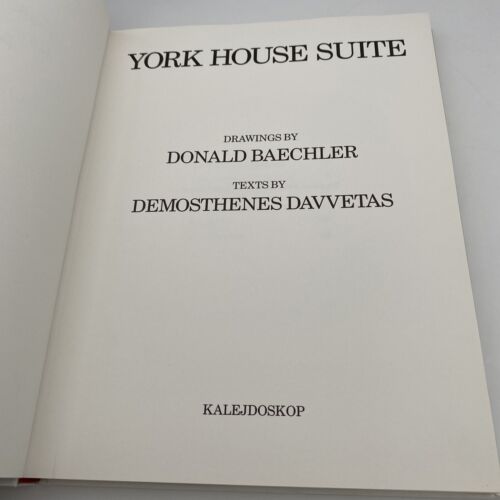 YORK HOUSE SUITE
DRAWINGS BY
DONALD BAECHLER
TEXTS BY
DEMOSTHENES DAVVETAS
KALEJDOSKOP